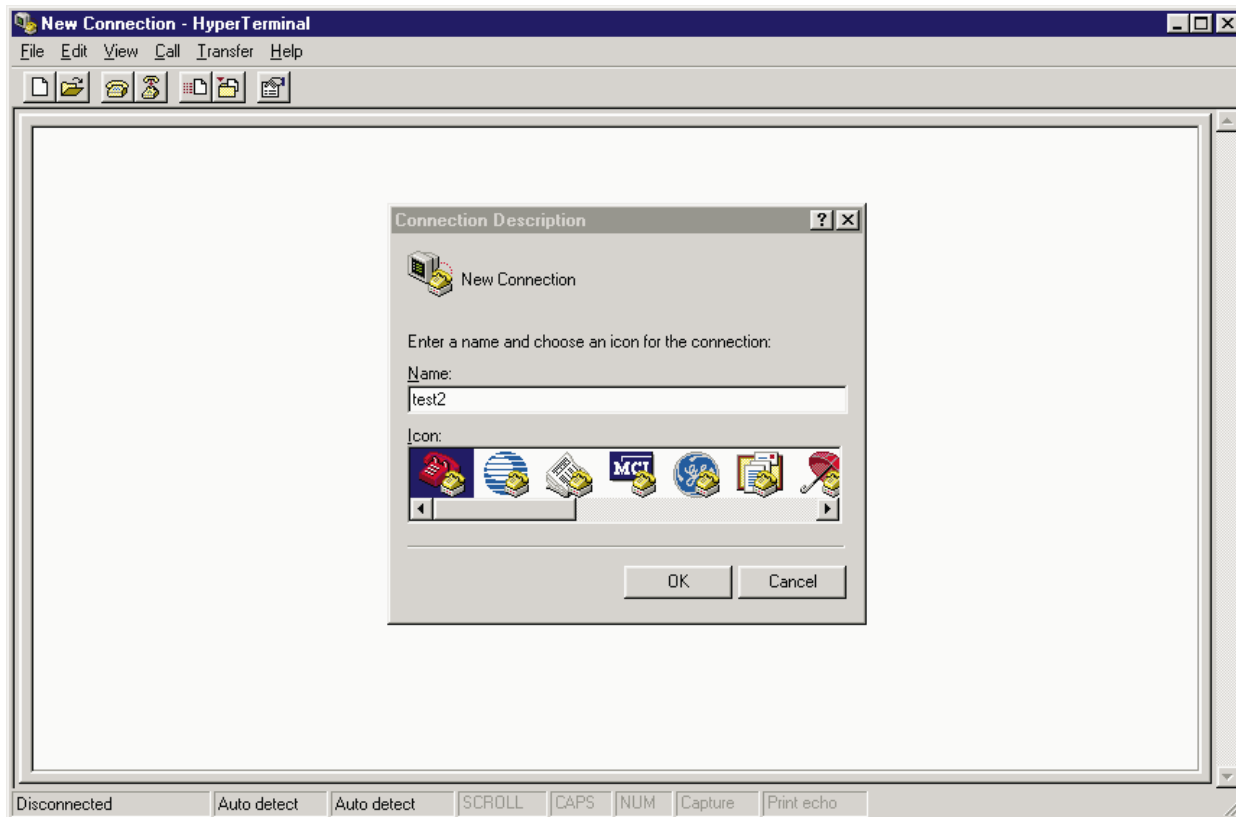 New Connection - HyperTerminal
File Edit View Call Transfer Help
Connection Description
New Connection
Enter a name and choose an icon for the connection:
Name:
test2
Icon:
MCI
OK Cancel
Disconnected Auto detect Auto detect SCROLL CAPS NUM Capture Print echo